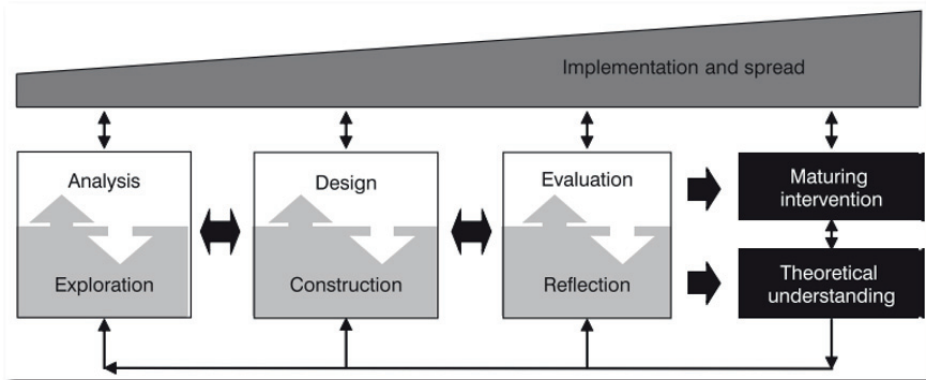 Implementation and spread
Analysis
Exploration
Design
Construction
Evaluation
Reflection
Maturing
intervention
Theoretical
understanding